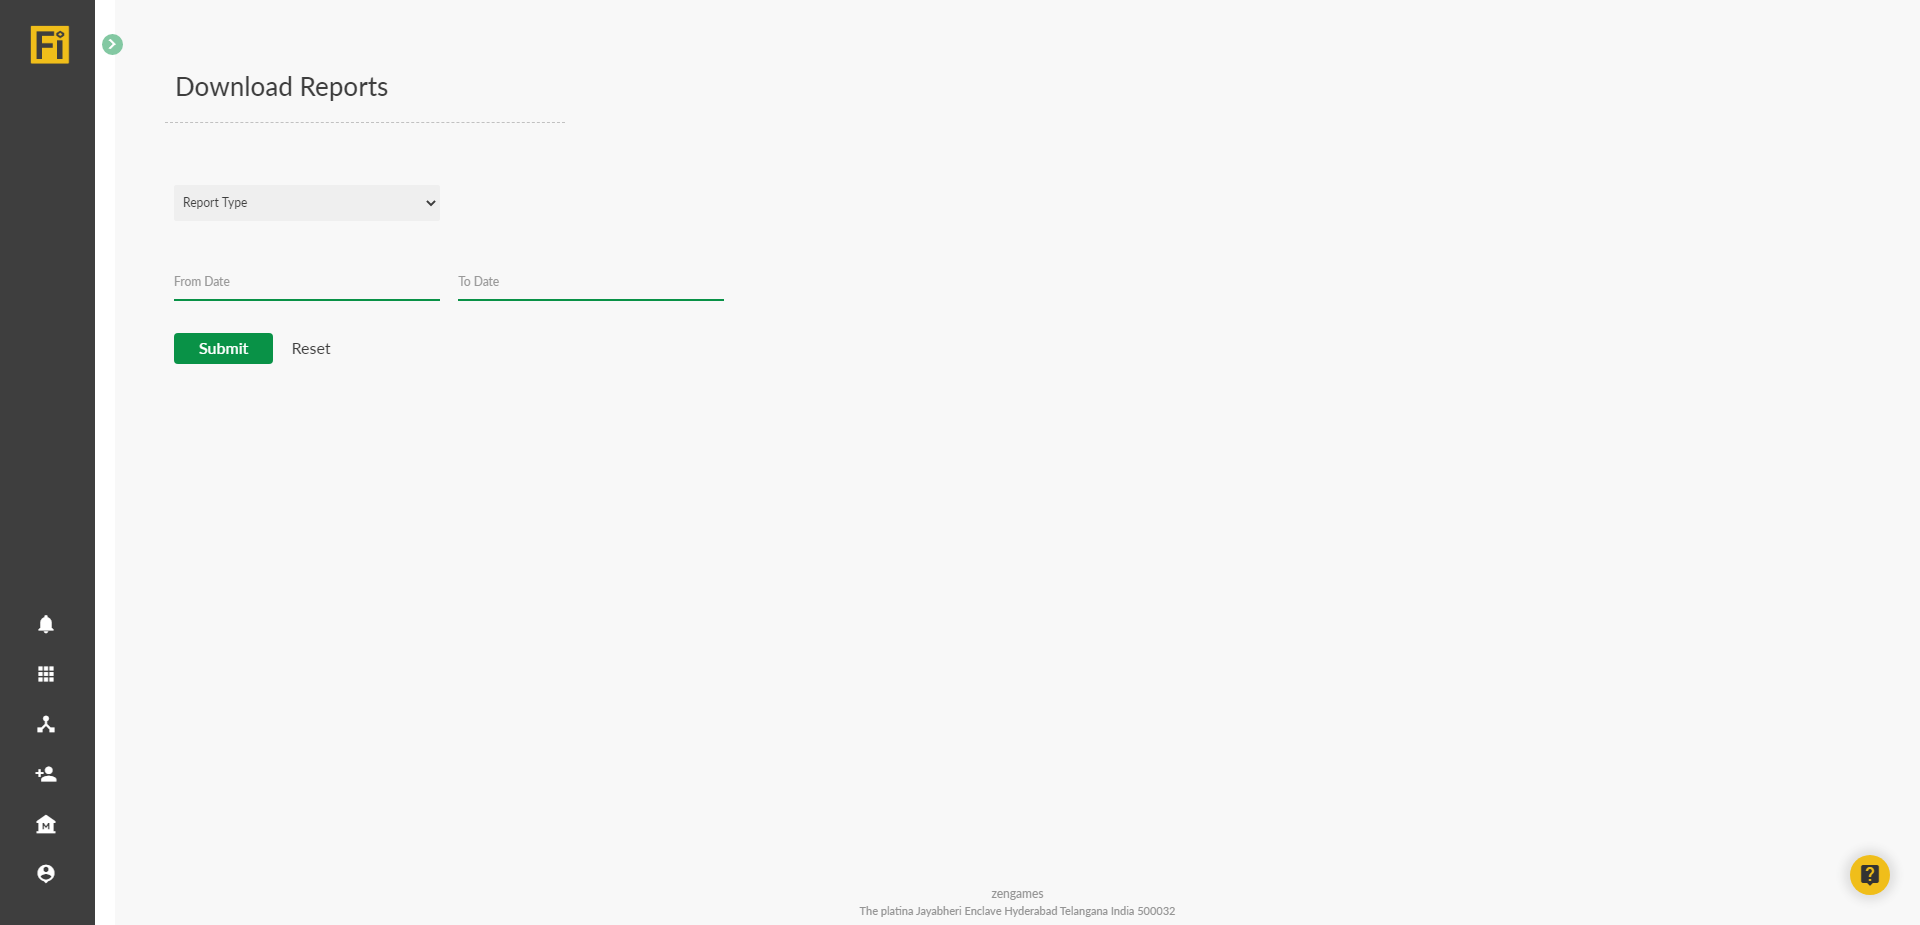 Fi
Download Reports
Report Type
From Date
To Date
Submit
Reset
M
?
zengames
The platina Jayabheri Enclave Hyderabad Telangana India 500032